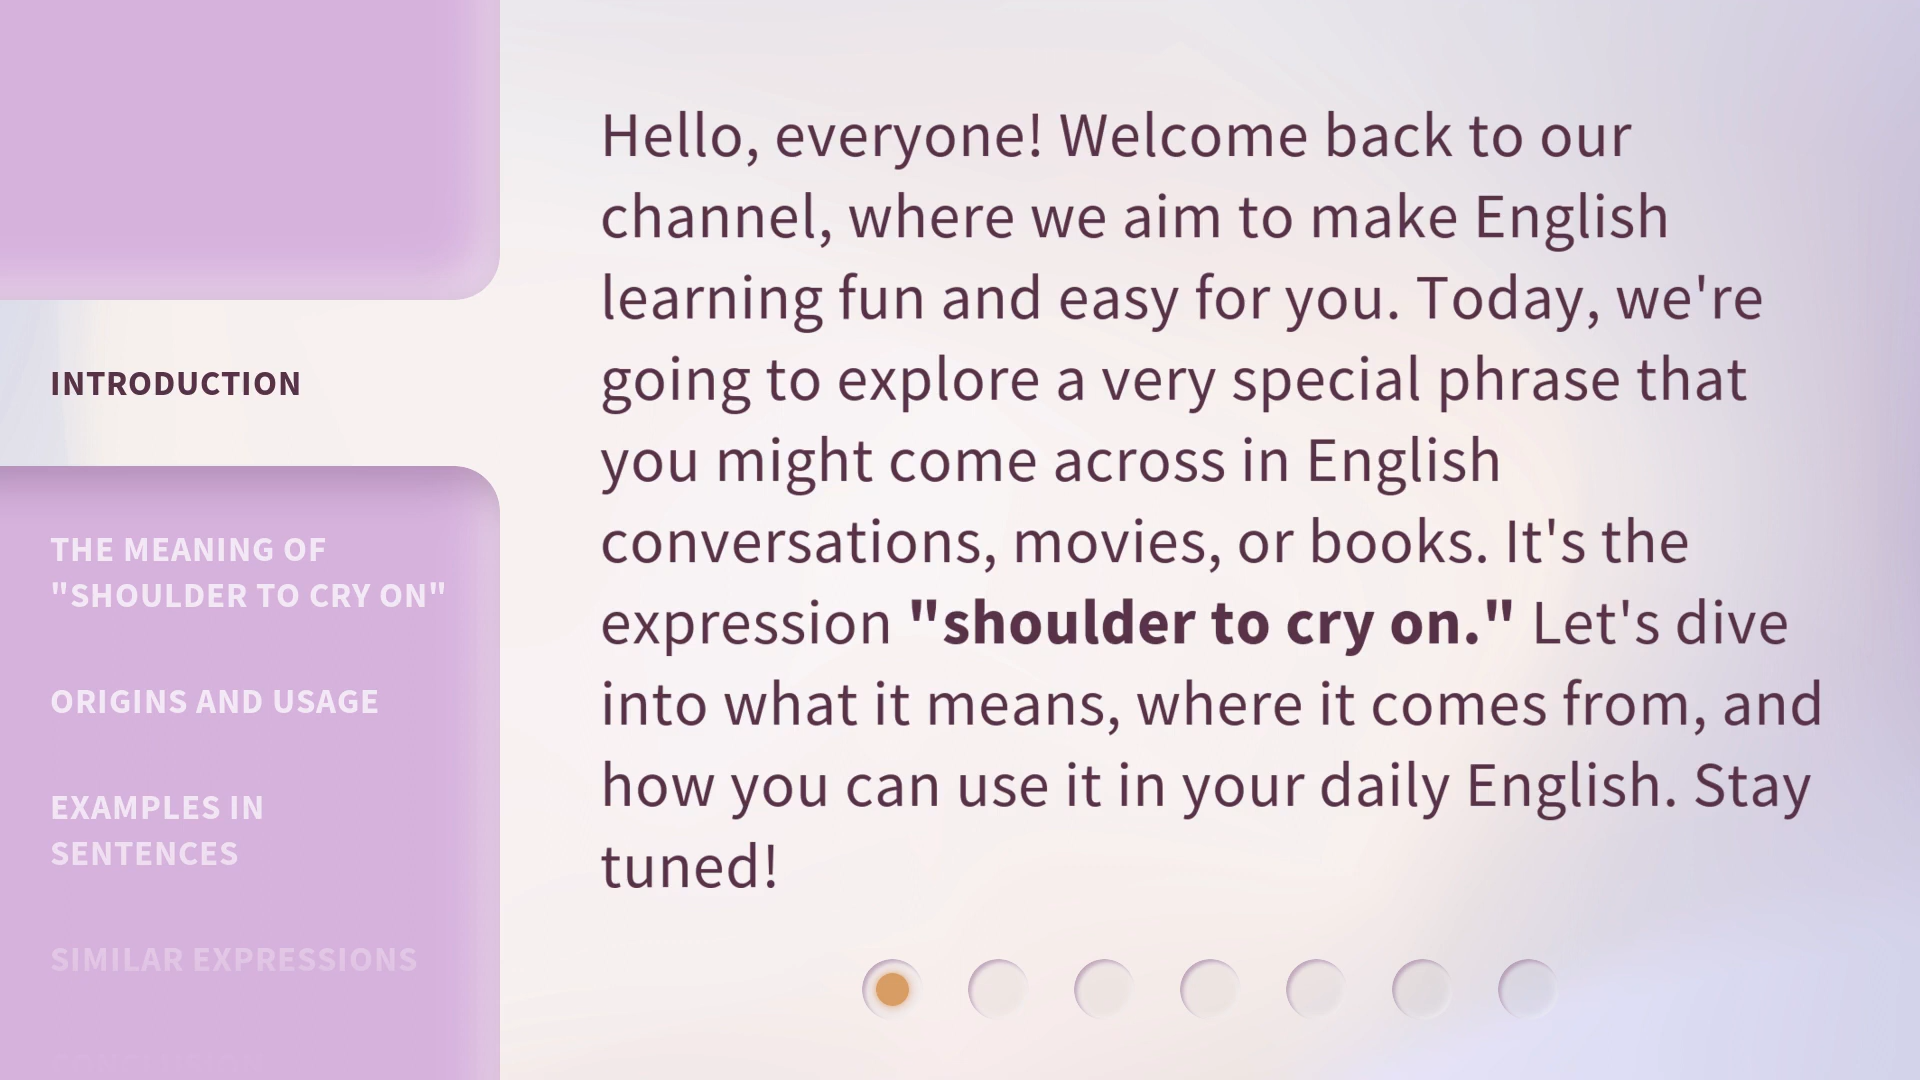 INTRODUCTION
THE MEANING OF
"SHOULDER TO CRY ON"
ORIGINS AND USAGE
EXAMPLES IN
SENTENCES
SIMILAR EXPRESSIONS
CONCLUSION
Hello, everyone! Welcome back to our
channel, where we aim to make English
learning fun and easy for you. Today, we're
going to explore a very special phrase that
you might come across in English
conversations, movies, or books. It's the
expression "shoulder to cry on." Let's dive
into what it means, where it comes from, and
how you can use it in your daily English. Stay
tuned!